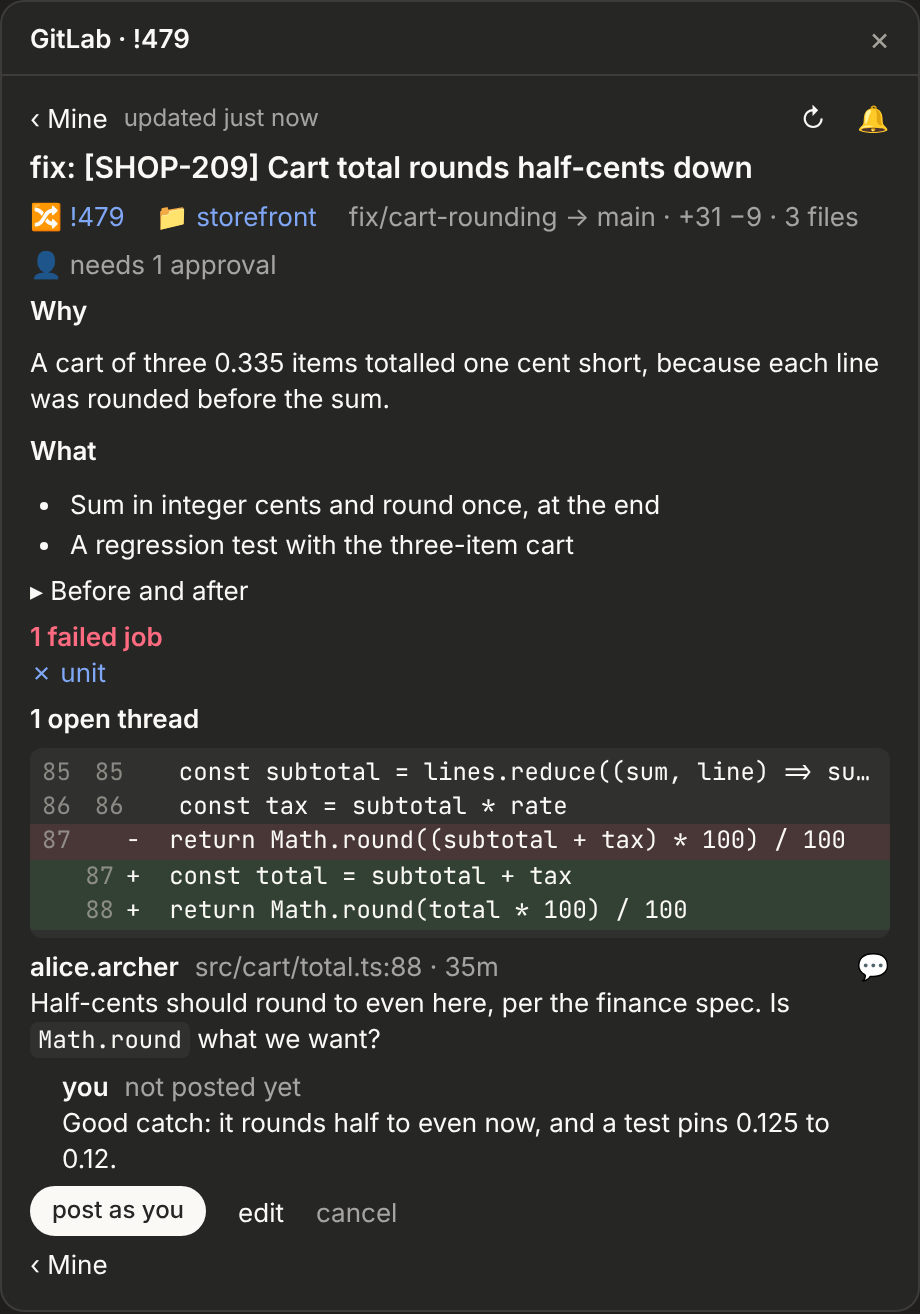 GitLab · !479 ×
‹ Mine updated just now
fix: [SHOP-209] Cart total rounds half-cents down
!479 storefront fix/cart-rounding → main · +31 −9 · 3 files
needs 1 approval
Why
A cart of three 0.335 items totalled one cent short, because each line
was rounded before the sum.
What
• Sum in integer cents and round once, at the end
• A regression test with the three-item cart
▸ Before and after
1 failed job
× unit
1 open thread
85 85 const subtotal = lines.reduce((sum, line) => su…
86 86 const tax = subtotal * rate
87 - return Math.round((subtotal + tax) * 100) / 100
87 + const total = subtotal + tax
88 + return Math.round(total * 100) / 100
alice.archer src/cart/total.ts:88 · 35m
Half-cents should round to even here, per the finance spec. Is
Math.round what we want?
you not posted yet
Good catch: it rounds half to even now, and a test pins 0.125 to
0.12.
post as you edit cancel
‹ Mine